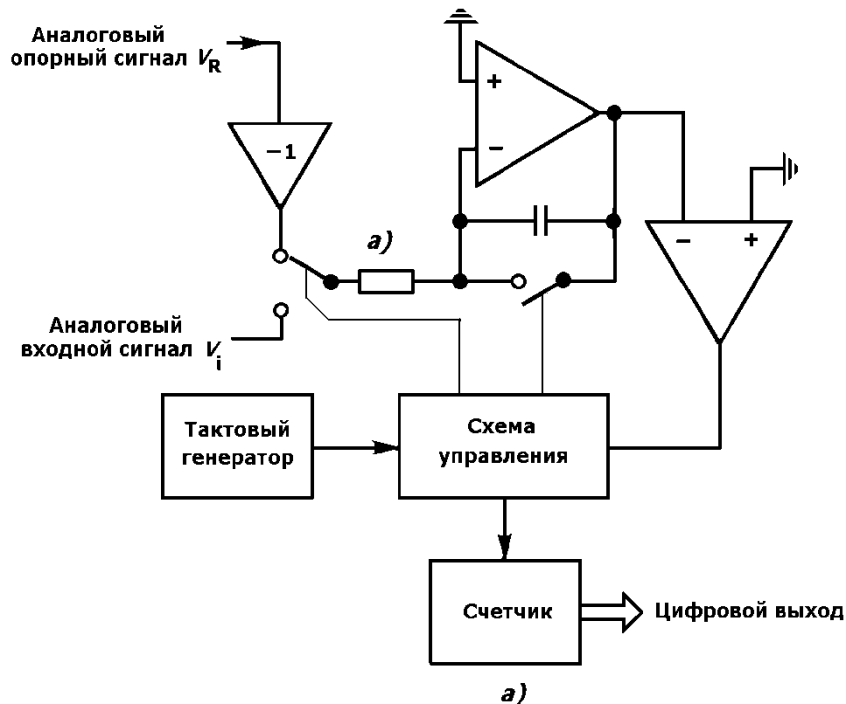 Аналоговый
опорный сигнал VR
−1
+
−
а)
−
+
Аналоговый
входной сигнал Vi
Тактовый
генератор
Схема
управления
Счетчик
Цифровой выход
а)